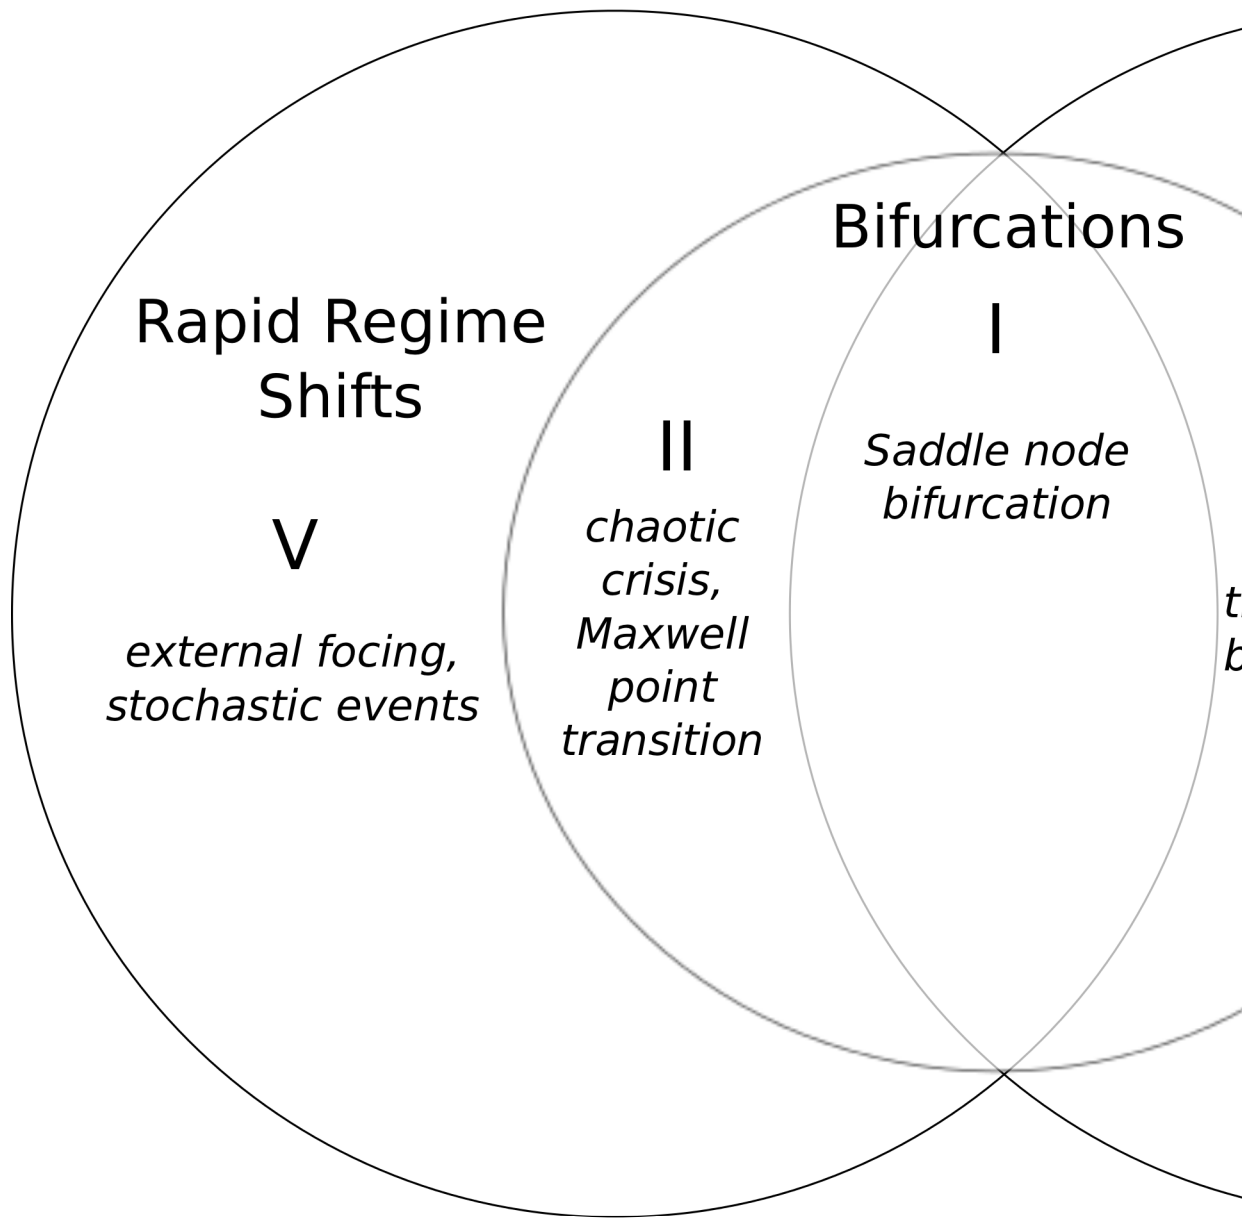 Bifurcations
I
Saddle node
bifurcation
Rapid Regime
Shifts
V
external focing,
stochastic events
II
chaotic
crisis,
Maxwell
point
transition